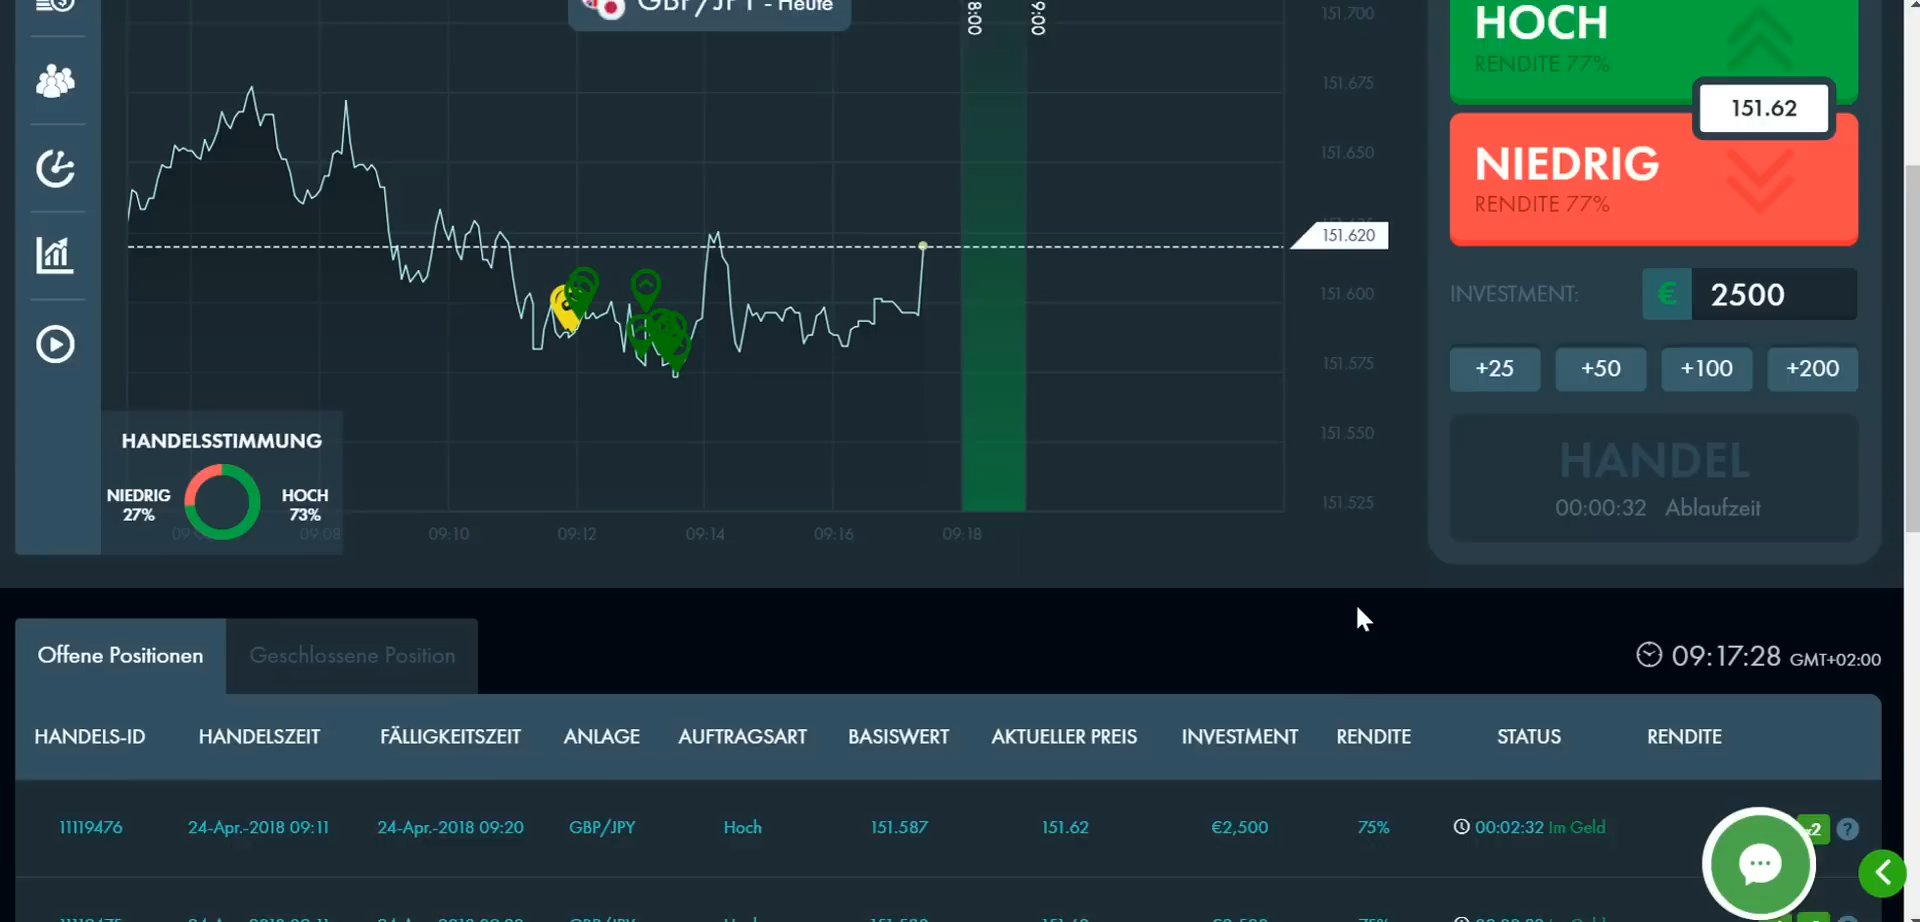 GBP/JPY - Heute
151.700
HOCH
RENDITE 77%
151.675
151.62
151.650
NIEDRIG
RENDITE 77%
151.620
INVESTMENT:
€ 2500
151.600
151.575
+25 +50 +100 +200
151.550
HANDEL
00:00:32 Ablaufzeit
151.525
HANDELSSTIMMUNG
NIEDRIG
27%
HOCH
73%
09:08 09:10 09:12 09:14 09:16 09:18
Offene Positionen Geschlossene Position
09:17:28 GMT+02:00
HANDELS-ID HANDELSZEIT FÄLLIGKEITSZEIT ANLAGE AUFTRAGSART BASISWERT AKTUELLER PREIS INVESTMENT RENDITE STATUS RENDITE
11119476 24-Apr.-2018 09:11 24-Apr.-2018 09:20 GBP/JPY Hoch 151.587 151.62 €2,500 75% 00:02:32 Im Geld
?